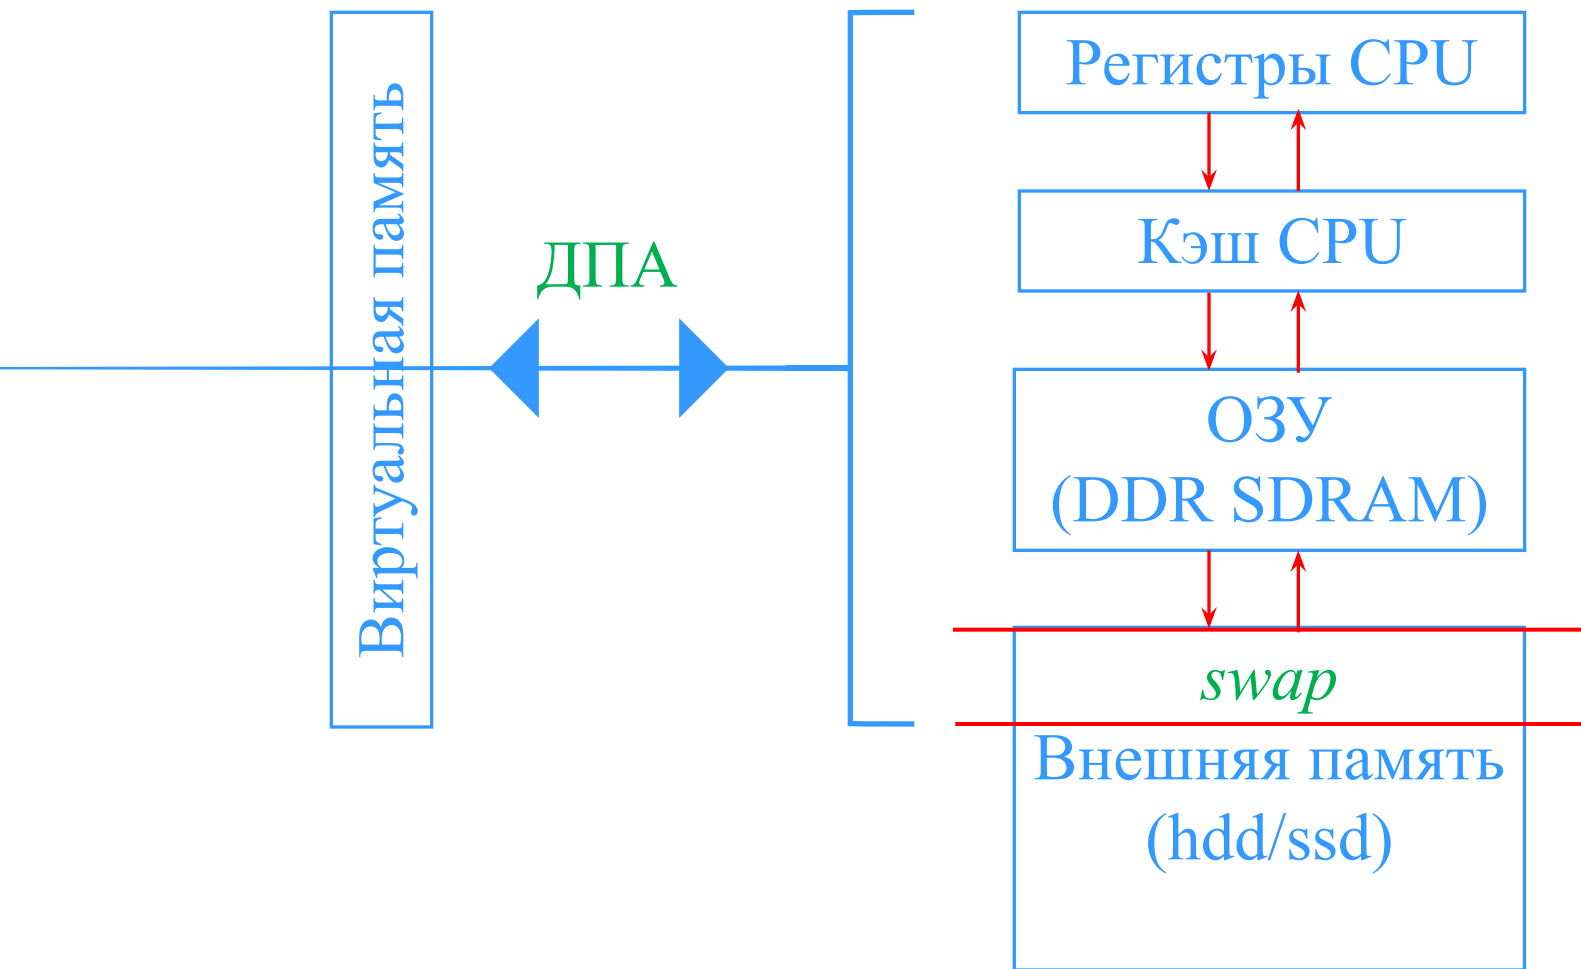 Виртуальная память
ДПА
Регистры CPU
Кэш CPU
ОЗУ
(DDR SDRAM)
swap
Внешняя память
(hdd/ssd)